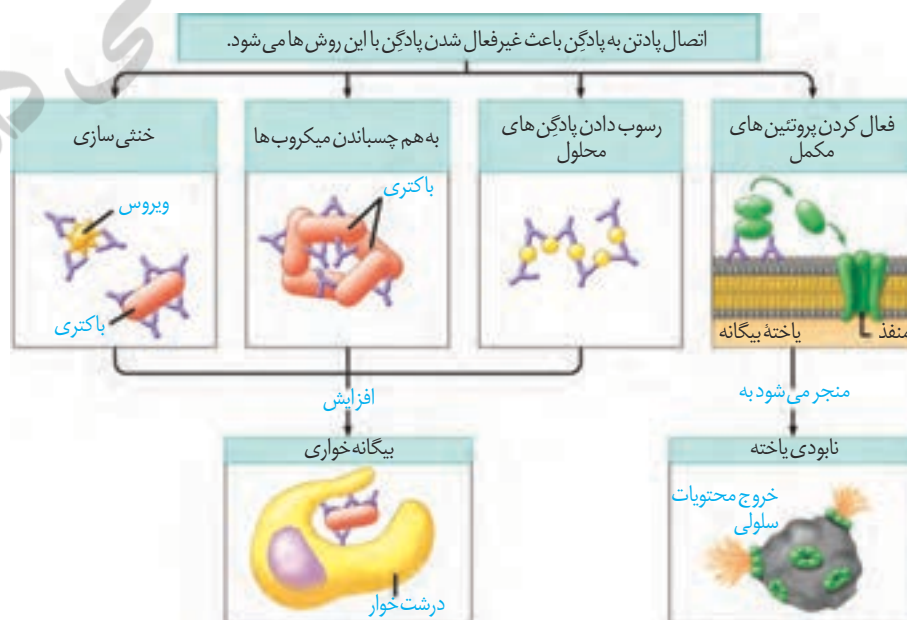 اتصال پادتن به پادگِن باعث غیرفعال شدن پادگِن با این روش ها می شود.
فعال کردن پروتئین های
مکمل
رسوب دادن پادگِن های
محلول
به هم چسباندن میکروب ها
خنثی سازی
منفذ
یاختهٔ بیگانه
باکتری
ویروس
باکتری
منجر می شود به
افزایش
نابودی یاخته
خروج محتویات
سلولی
بیگانه خواری
درشت خوار